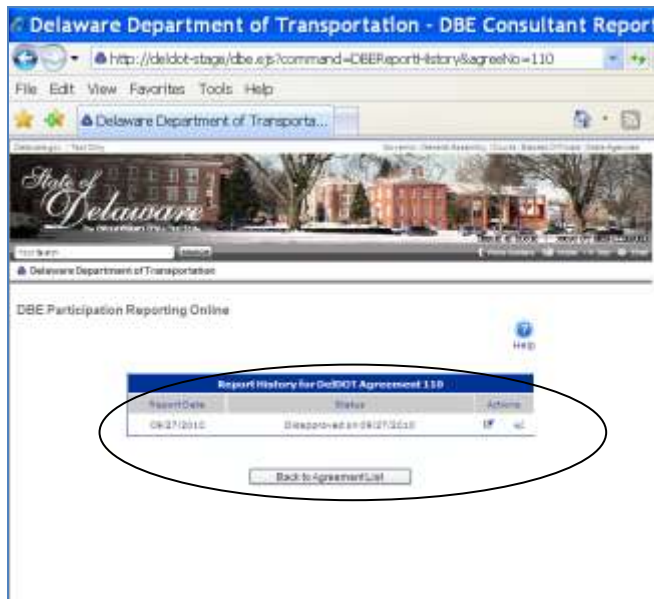 Delaware Department of Transportation - DBE Consultant Report
http://deldot-stage/dbe.ejs?command=DBEReportHistory&agreeNo=110
File Edit View Favorites Tools Help
Delaware Department of Transporta...
State of
Delaware
Delaware Department of Transportation
DBE Participation Reporting Online
Help
Report History for DelDOT Agreement 110
Report Date Status Actions
09/27/2010 Disapproved on 09/27/2010
Back to Agreement List